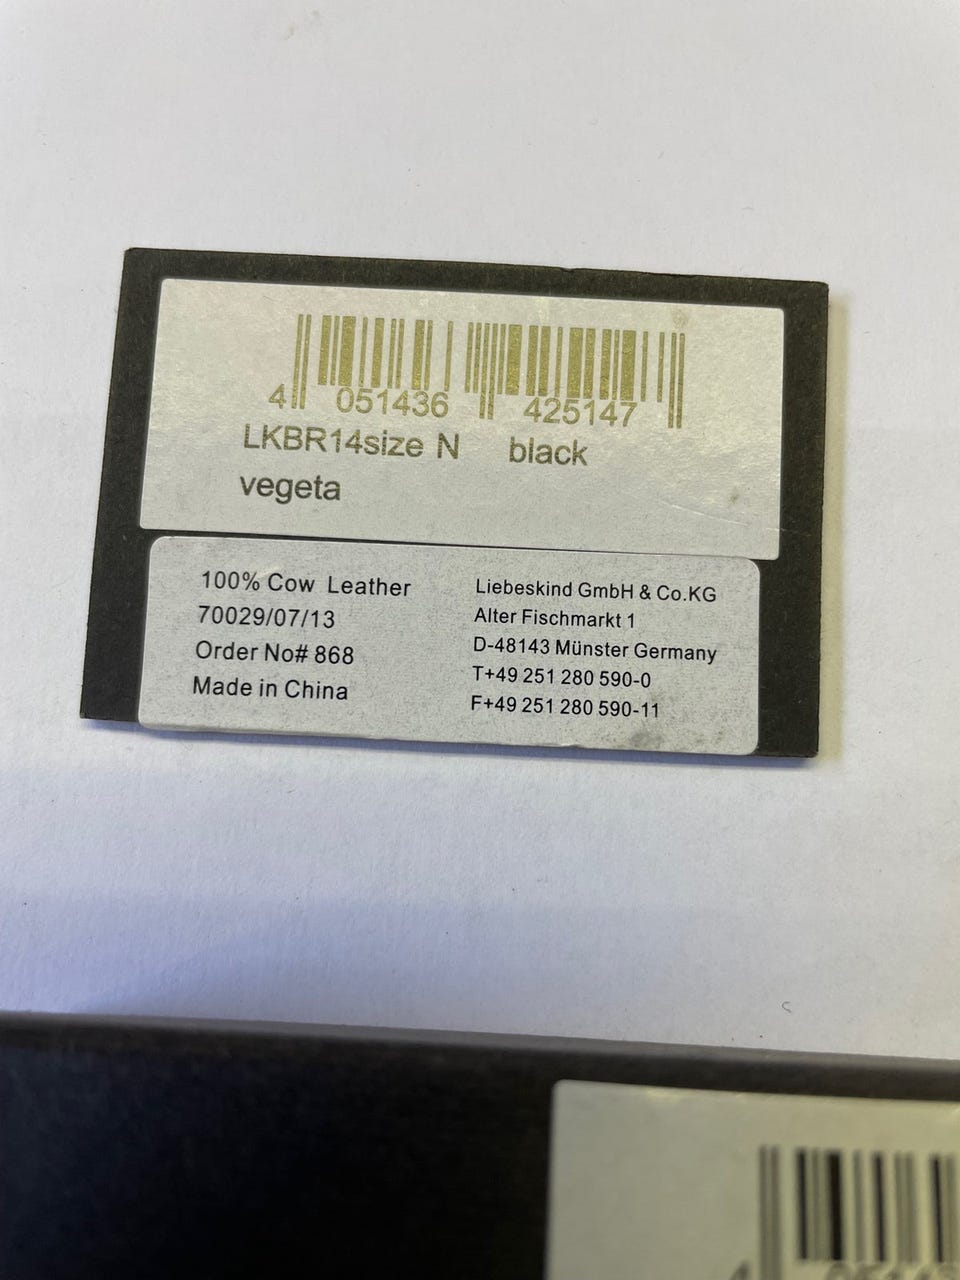 4 051436 425147
LKBR14size N black
vegeta
100% Cow Leather
70029/07/13
Order No# 868
Made in China
Liebeskind GmbH & Co.KG
Alter Fischmarkt 1
D-48143 Münster Germany
T+49 251 280 590-0
F+49 251 280 590-11